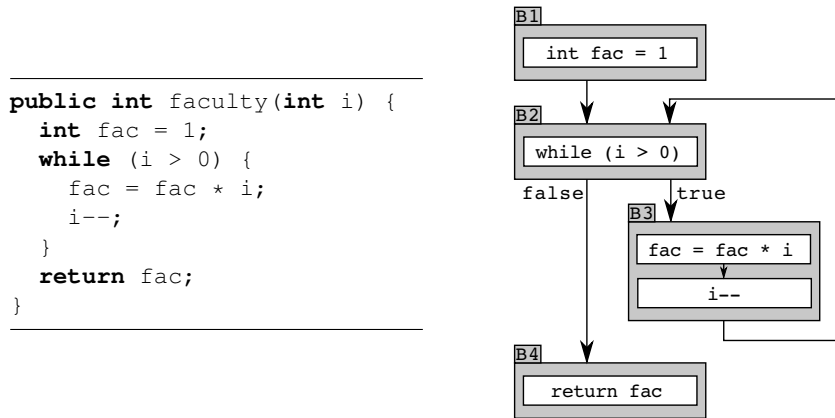 public int faculty(int i) {
int fac = 1;
while (i > 0) {
fac = fac * i;
i--;
}
return fac;
}
B1
int fac = 1
B2
while (i > 0)
false
true
B3
fac = fac * i
i--
B4
return fac